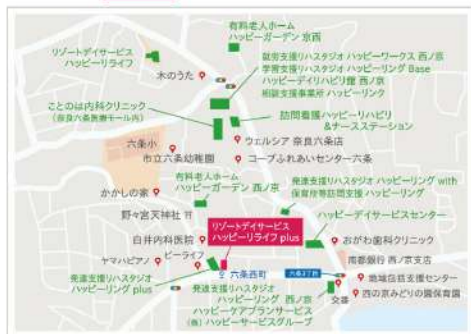 有料老人ホーム
ハッピーガーデン 京西
リゾートデイサービス
ハッピーリライフ
就労支援リハスタジオ ハッピーワークス 西ノ京
学習支援リハスタジオ ハッピーリング Base
ハッピーデイリハビリ館 西ノ京
相談支援事業所 ハッピーリンク
木のうた
ことのは内科クリニック
(奈良六条医療モール内)
訪問看護ハッピーリハビリ
&ナースステーション
六条小
ウェルシア 奈良六条店
市立六条幼稚園
コープふれあいセンター六条
有料老人ホーム
ハッピーガーデン 西ノ京
発達支援リハスタジオ ハッピーリング with
保育所等訪問支援 ハッピーリング
かかしの家
野々宮天神社
リゾートデイサービス
ハッピーリライフ plus
ハッピーデイサービスセンター
白井内科医院
おがわ歯科クリニック
ヤマハピアノ
ビーライフ
南都銀行 西ノ京支店
六条西町
六条2丁目
地域包括支援センター
発達支援リハスタジオ
ハッピーリング plus
交番
西の京みどりの園保育園
発達支援リハスタジオ
ハッピーリング 西ノ京
ハッピーケアプランサービス
(株)ハッピーサービスグループ